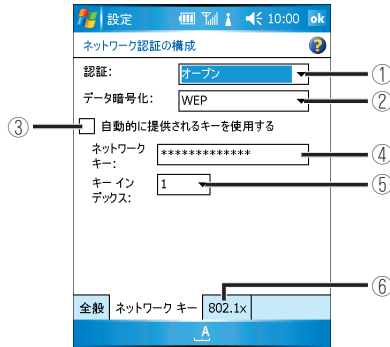 設定 10:00 ok
ネットワーク認証の構成 ?
認証: オープン ①
データ暗号化: WEP ②
③ 自動的に提供されるキーを使用する
ネットワーク
キー: ************* ④
キー イン
デックス: 1 ⑤
⑥
全般 ネットワーク キー 802.1x
A